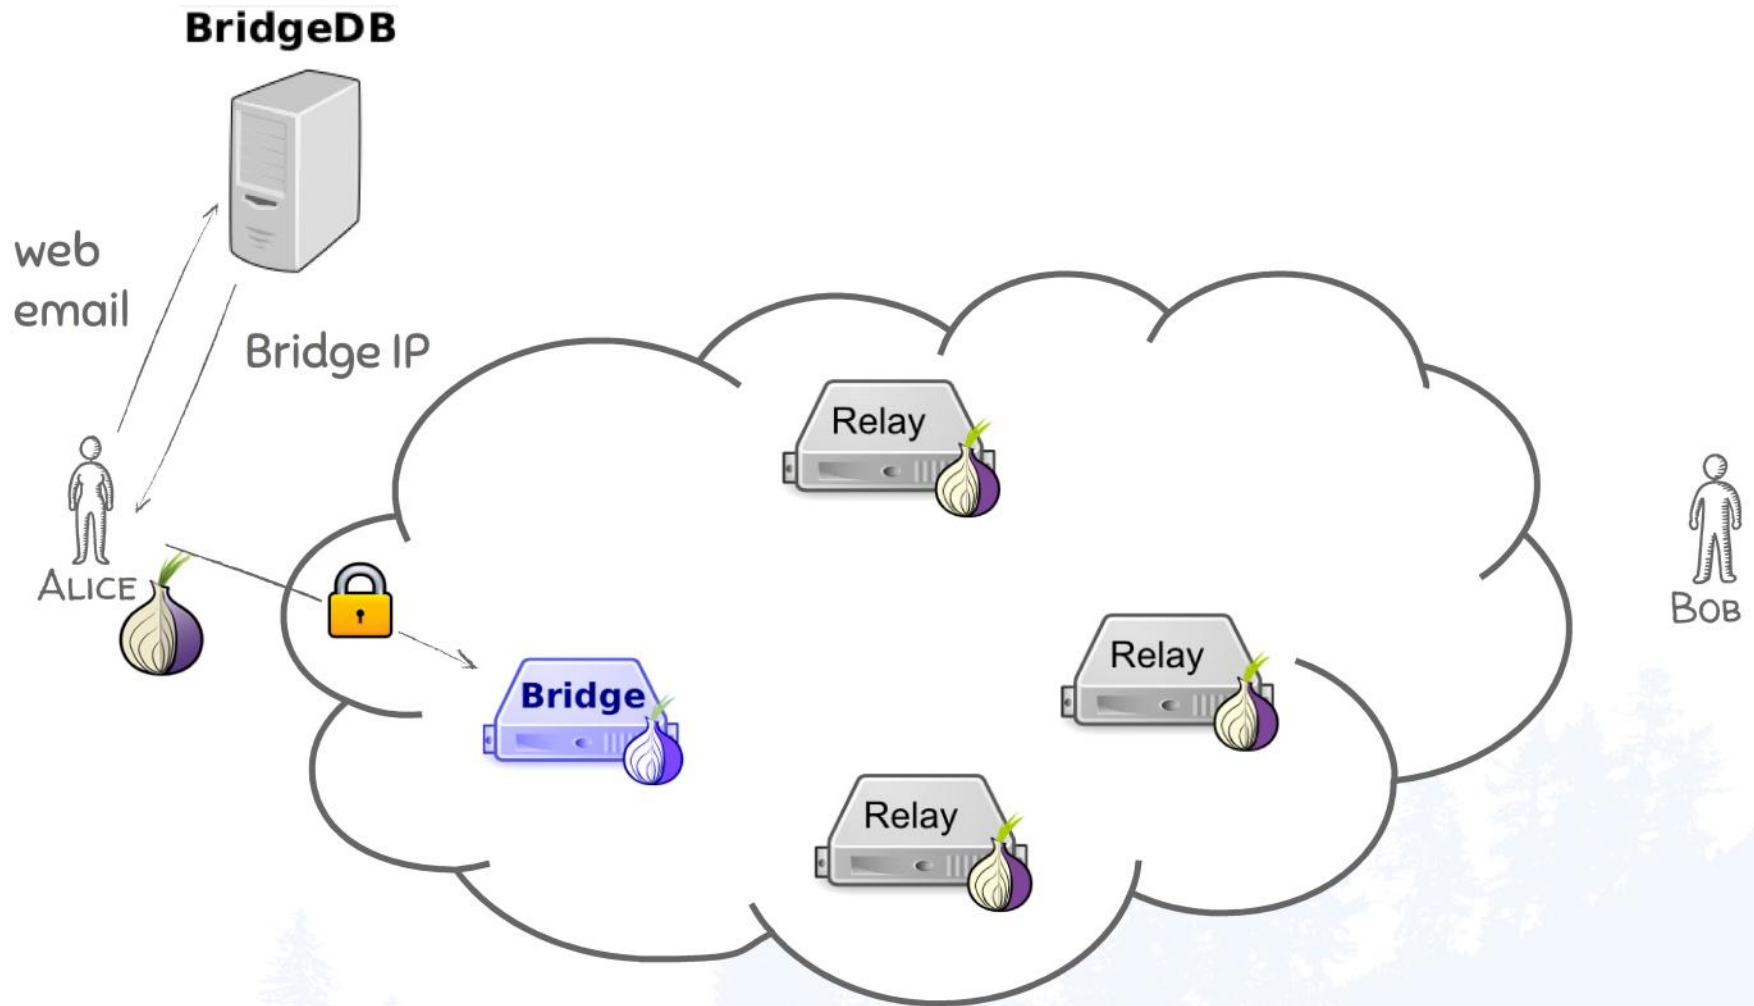 BridgeDB
web
email
Bridge IP
Relay
ALICE
BOB
Relay
Bridge
Relay